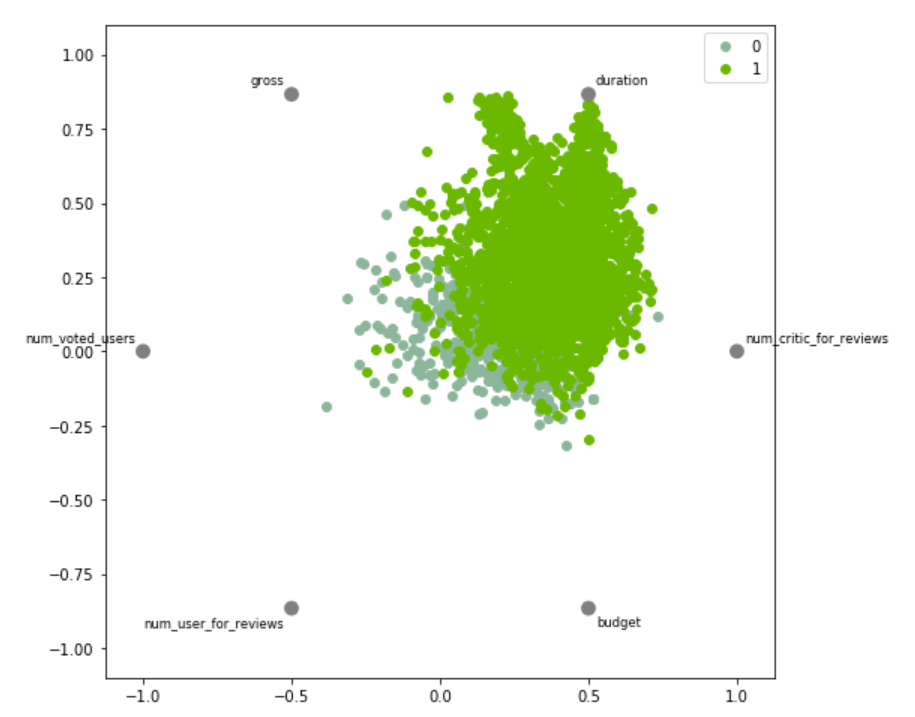 1.00
0.75
0.50
0.25
0.00
−0.25
−0.50
−0.75
−1.00
−1.0
−0.5
0.0
0.5
1.0
gross
duration
num_voted_users
num_critic_for_reviews
num_user_for_reviews
budget
0
1